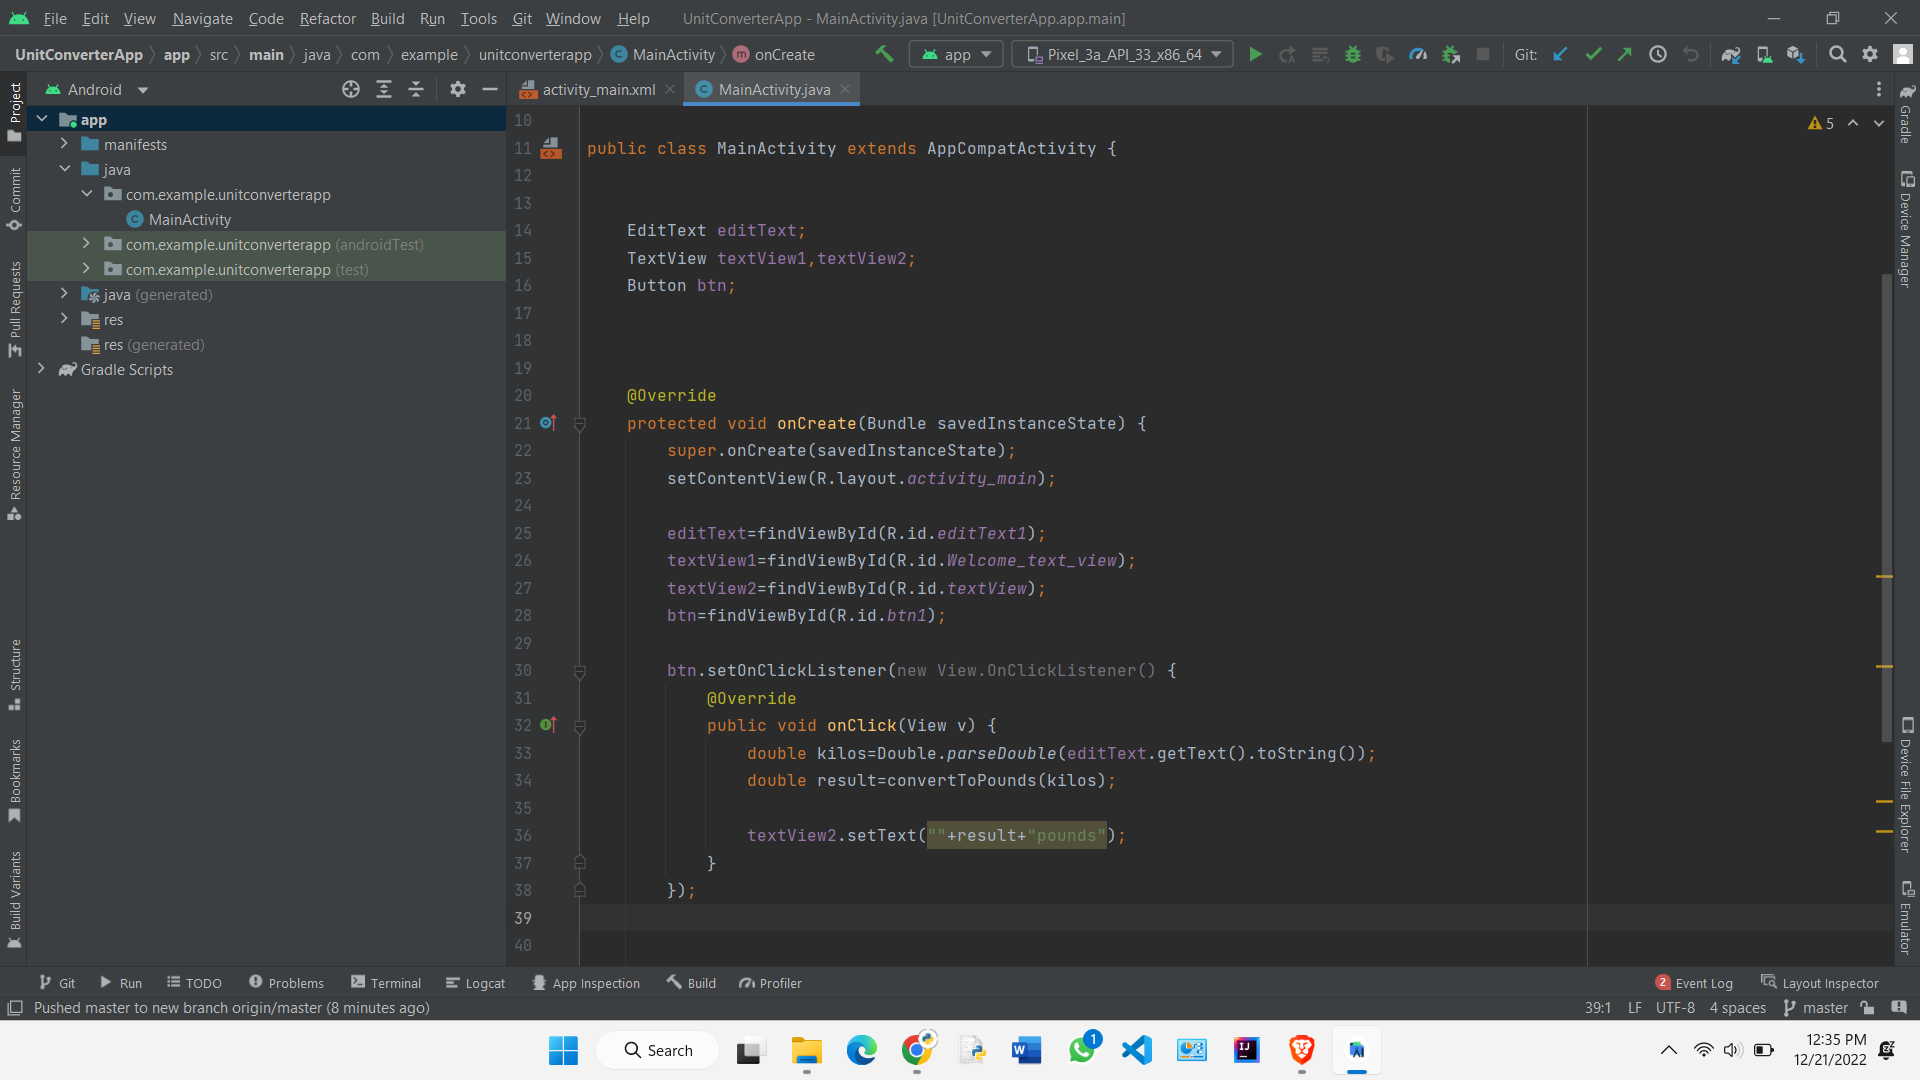 File Edit View Navigate Code Refactor Build Run Tools Git Window Help UnitConverterApp - MainActivity.java [UnitConverterApp.app.main]
UnitConverterApp app src main java com example unitconverterapp MainActivity onCreate app Pixel_3a_API_33_x86_64 Git:
Android
activity_main.xml MainActivity.java
app
manifests
java
com.example.unitconverterapp
MainActivity
com.example.unitconverterapp (androidTest)
com.example.unitconverterapp (test)
java (generated)
res
res (generated)
Gradle Scripts
Project
Commit
Pull Requests
Resource Manager
Structure
Bookmarks
Build Variants
5
10
11 public class MainActivity extends AppCompatActivity {
12
13
14 EditText editText;
15 TextView textView1,textView2;
16 Button btn;
17
18
19
20 @Override
21 protected void onCreate(Bundle savedInstanceState) {
22 super.onCreate(savedInstanceState);
23 setContentView(R.layout.activity_main);
24
25 editText=findViewById(R.id.editText1);
26 textView1=findViewById(R.id.Welcome_text_view);
27 textView2=findViewById(R.id.textView);
28 btn=findViewById(R.id.btn1);
29
30 btn.setOnClickListener(new View.OnClickListener() {
31 @Override
32 public void onClick(View v) {
33 double kilos=Double.parseDouble(editText.getText().toString());
34 double result=convertToPounds(kilos);
35
36 textView2.setText(""+result+"pounds");
37 }
38 });
39
40
Gradle
Device Manager
Device File Explorer
Emulator
Git Run TODO Problems Terminal Logcat App Inspection Build Profiler 2 Event Log Layout Inspector
Pushed master to new branch origin/master (8 minutes ago) 39:1 LF UTF-8 4 spaces master
Search 1 12:35 PM
12/21/2022